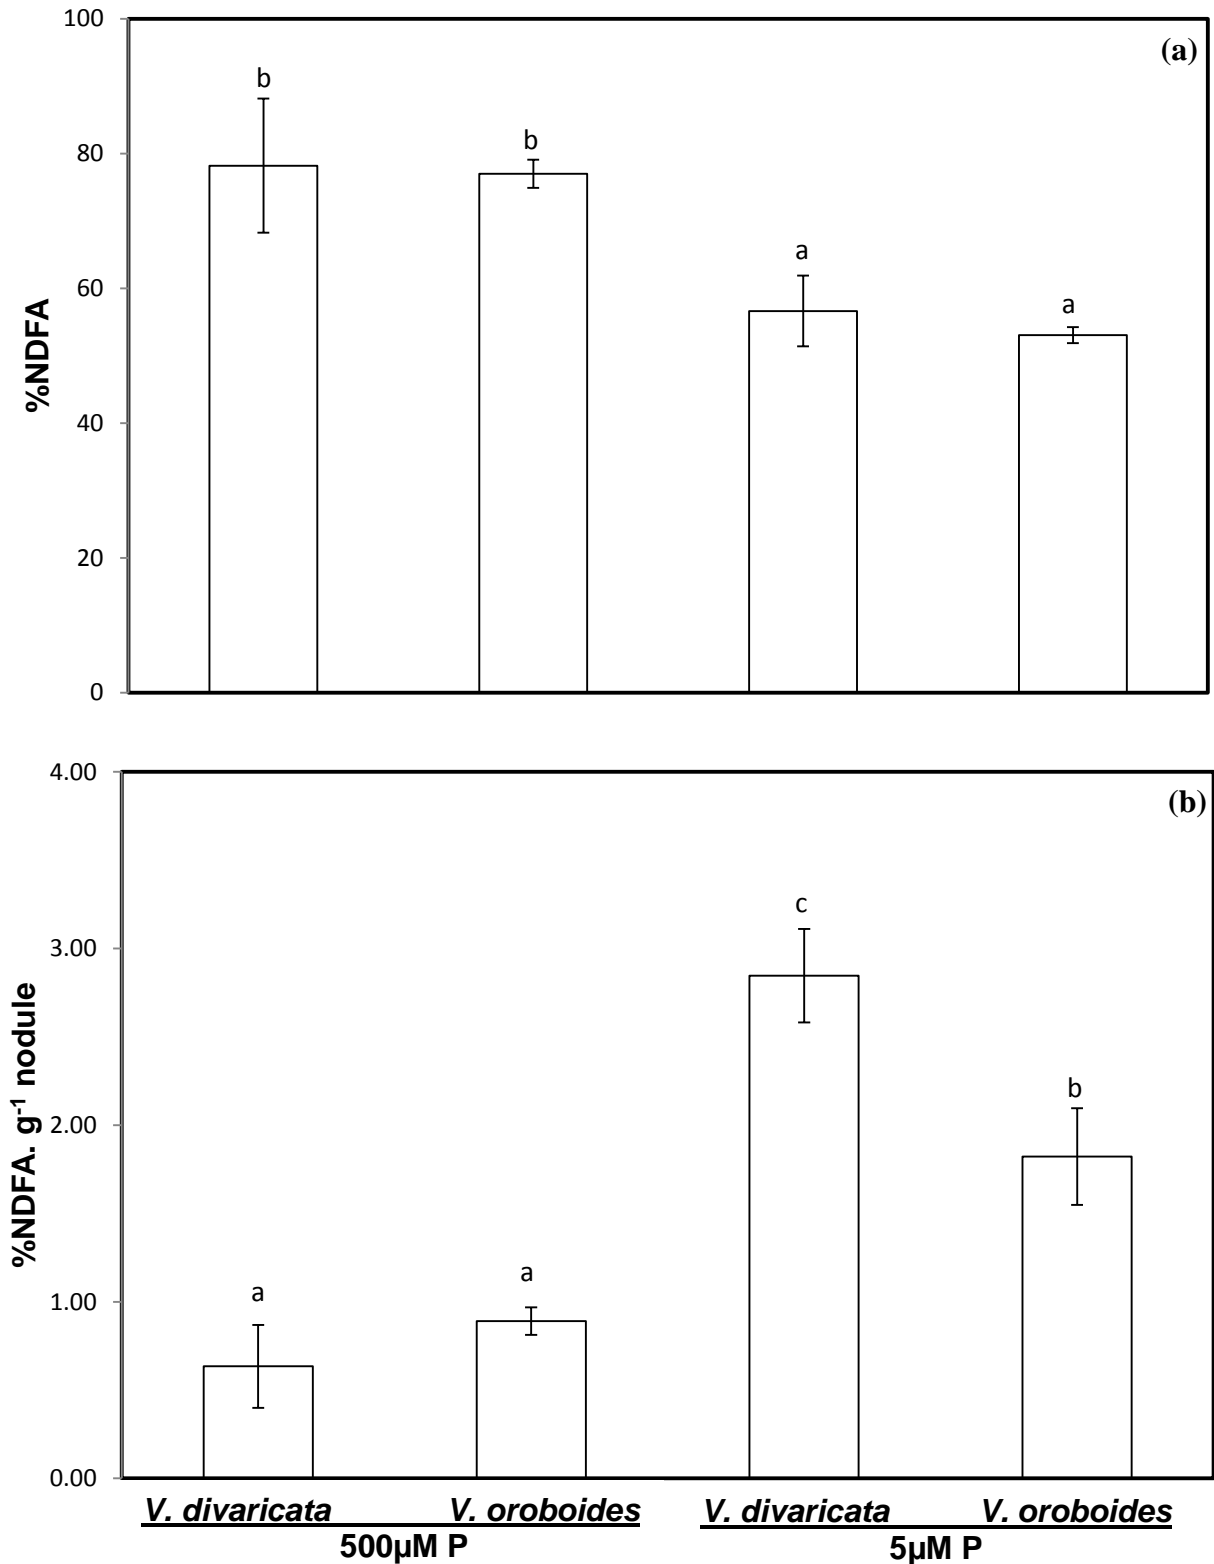 100
(a)
b
80
b
a
60
a
%NDFA
40
20
0
4.00
(b)
c
3.00
b
%NDFA. g⁻¹ nodule
2.00
a
a
1.00
0.00
V. divaricata V. oroboides V. divaricata V. oroboides
500µM P 5µM P